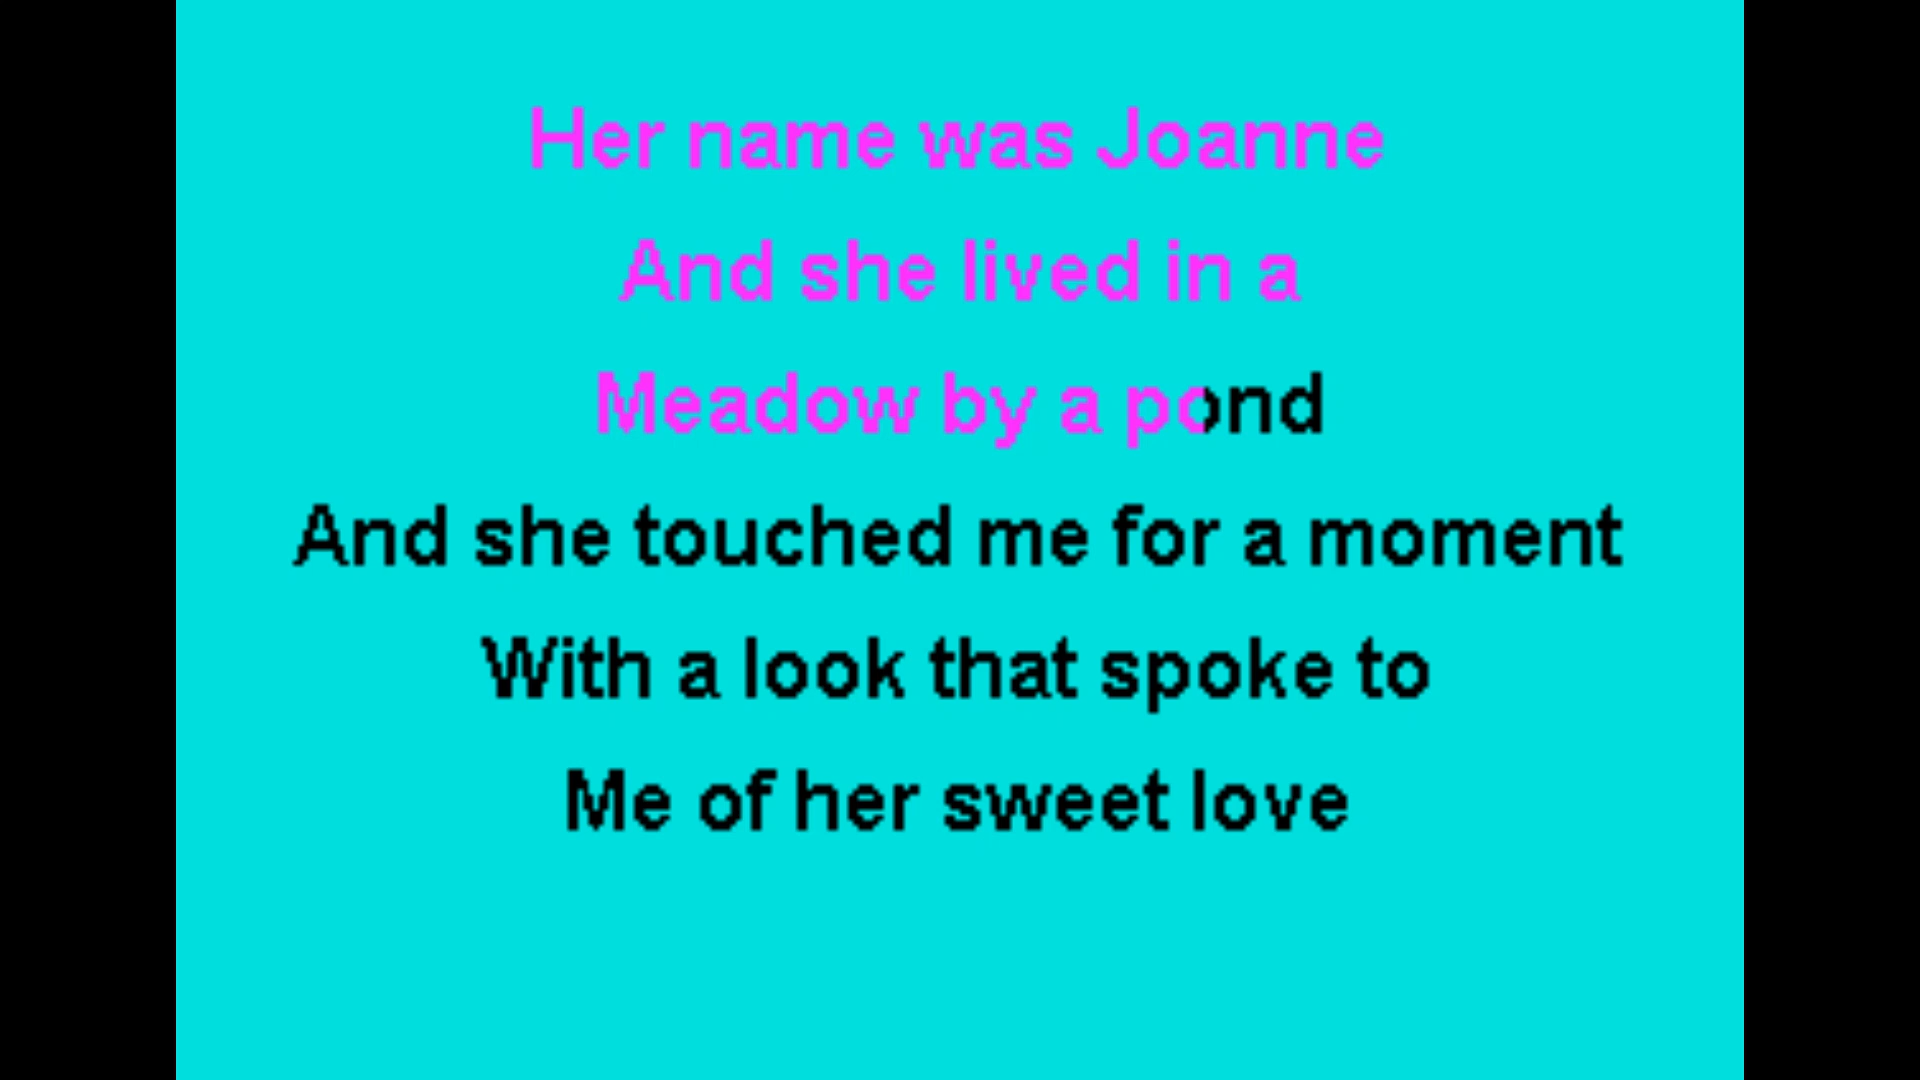 Her name was Joanne
And she lived in a
Meadow by a pond
And she touched me for a moment
With a look that spoke to
Me of her sweet love